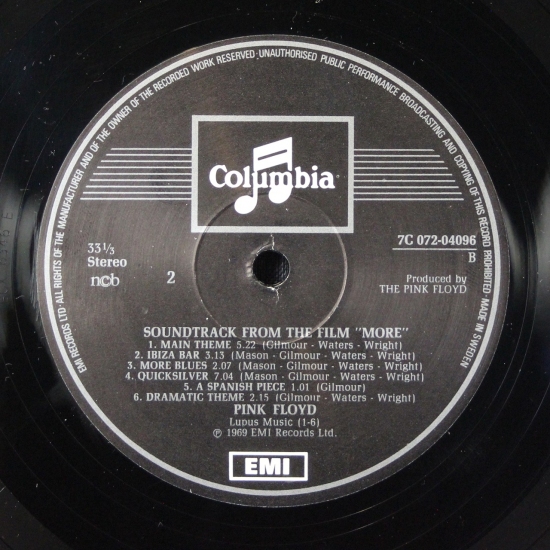 EMI RECORDS LTD · ALL RIGHTS OF THE MANUFACTURER AND OF THE OWNER OF THE RECORDED WORK RESERVED · UNAUTHORISED PUBLIC PERFORMANCE BROADCASTING AND COPYING OF THIS RECORD PROHIBITED · MADE IN SWEDEN
Columbia
33 1/3
Stereo
ncb
2
7C 072-04096
B
Produced by
THE PINK FLOYD
SOUNDTRACK FROM THE FILM "MORE"
1. MAIN THEME 5.22 (Gilmour - Waters - Wright)
2. IBIZA BAR 3.13 (Mason - Gilmour - Waters - Wright)
3. MORE BLUES 2.07 (Mason - Gilmour - Waters - Wright)
4. QUICKSILVER 7.04 (Mason - Gilmour - Waters - Wright)
5. A SPANISH PIECE 1.01 (Gilmour)
6. DRAMATIC THEME 2.15 (Gilmour - Waters - Wright)
PINK FLOYD
Lupus Music (1-6)
℗ 1969 EMI Records Ltd.
EMI